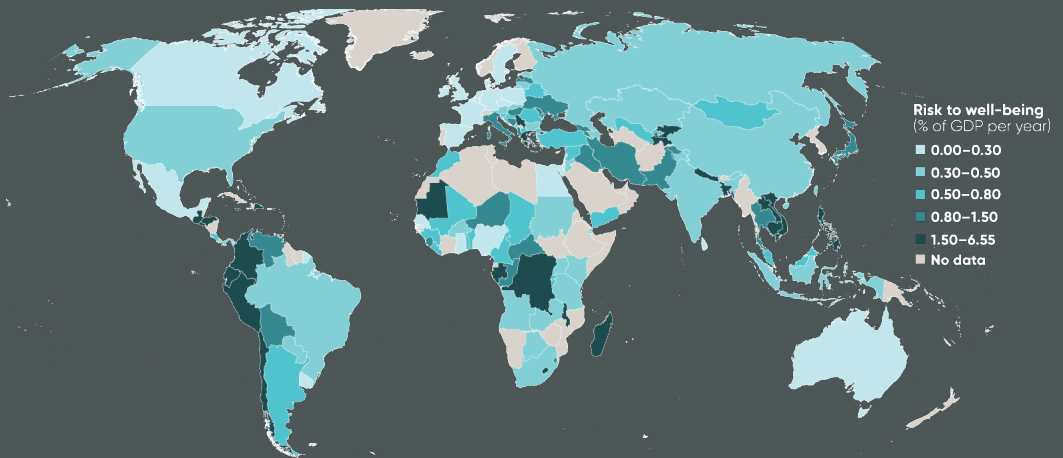 Risk to well-being
(% of GDP per year)
0.00–0.30
0.30–0.50
0.50–0.80
0.80–1.50
1.50–6.55
No data